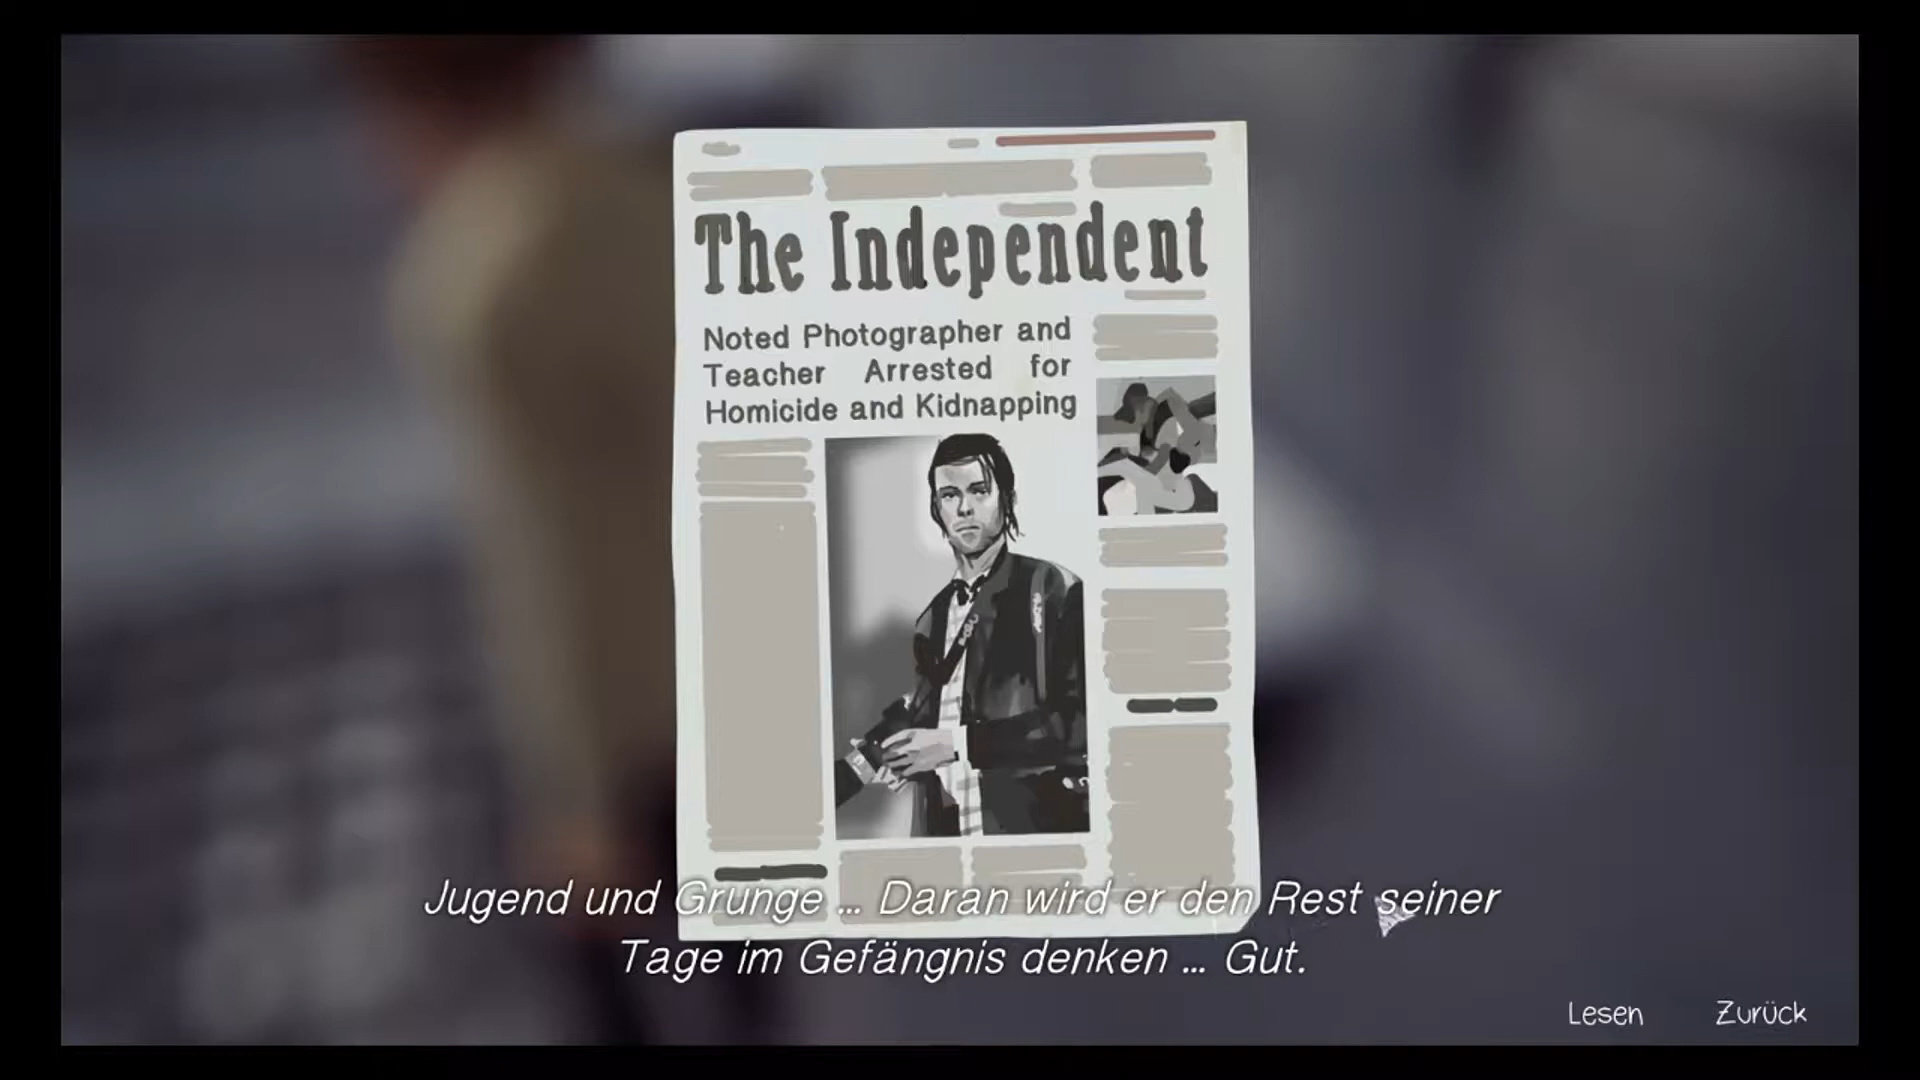 The Independent
Noted Photographer and
Teacher Arrested for
Homicide and Kidnapping
Jugend und Grunge ... Daran wird er den Rest seiner
Tage im Gefängnis denken ... Gut.
Lesen Zurück